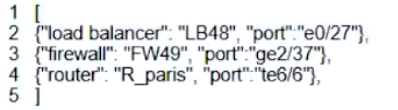 1 [
2 {"load balancer": "LB48", "port":"e0/27"},
3 {"firewall": "FW49", "port":"ge2/37"},
4 {"router": "R_paris", "port":"te6/6"},
5 ]